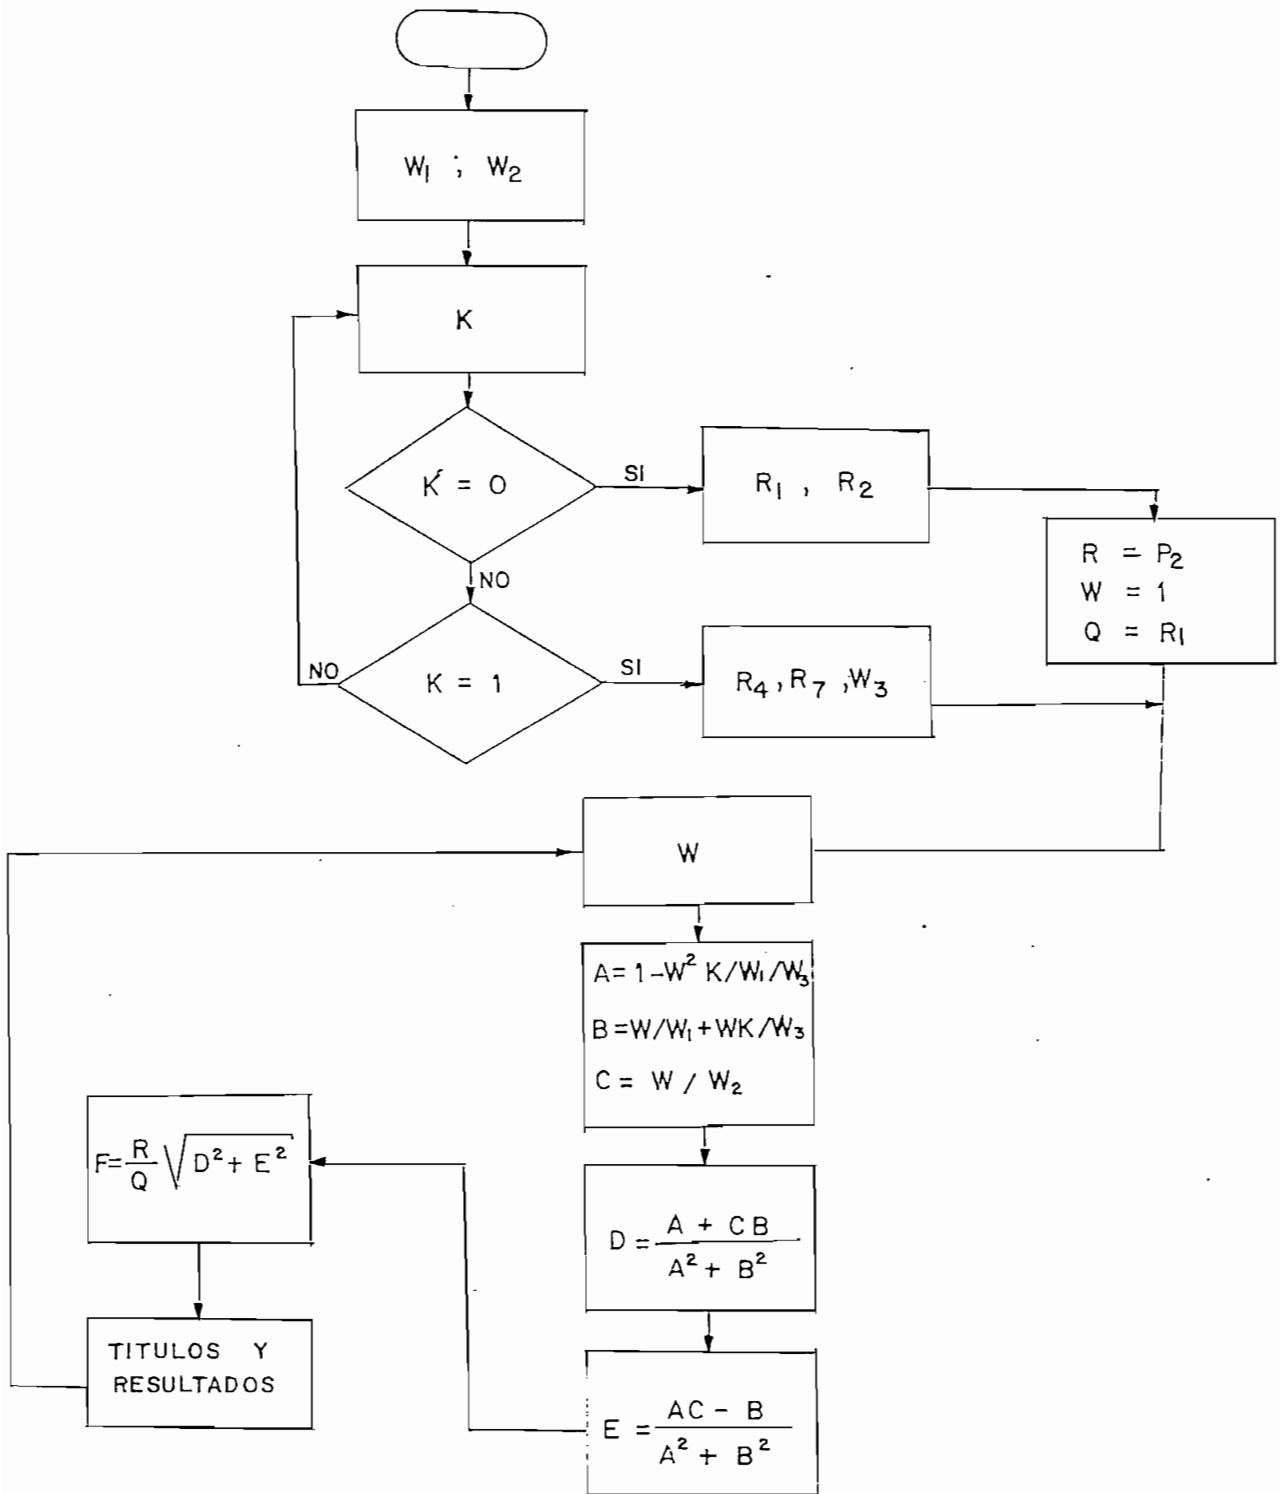 W₁ ; W₂
K
K = 0
SI
R₁ , R₂
NO
R = P₂
W = 1
Q = R₁
K = 1
NO
SI
R₄ , R₇ , W₃
W
A = 1 - W² K / W₁ / W₃
B = W / W₁ + WK / W₃
C = W / W₂
D = (A + CB) / (A² + B²)
E = (AC - B) / (A² + B²)
F = R/Q √(D² + E²)
TITULOS Y
RESULTADOS